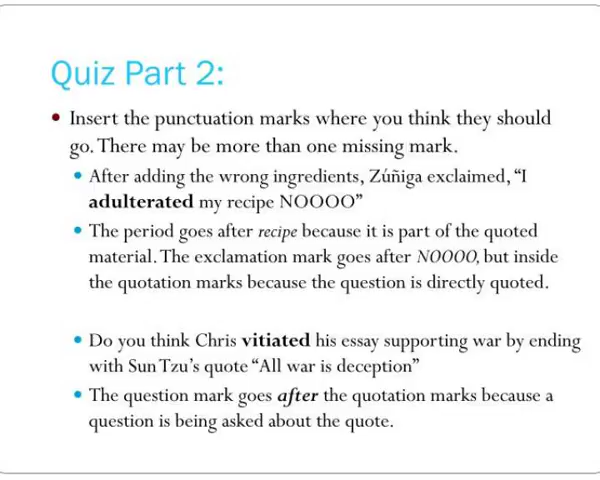 Quiz Part 2:
• Insert the punctuation marks where you think they should
go. There may be more than one missing mark.
• After adding the wrong ingredients, Zúñiga exclaimed, “I
adulterated my recipe NOOOO”
• The period goes after recipe because it is part of the quoted
material. The exclamation mark goes after NOOOO, but inside
the quotation marks because the question is directly quoted.
• Do you think Chris vitiated his essay supporting war by ending
with Sun Tzu’s quote “All war is deception”
• The question mark goes after the quotation marks because a
question is being asked about the quote.